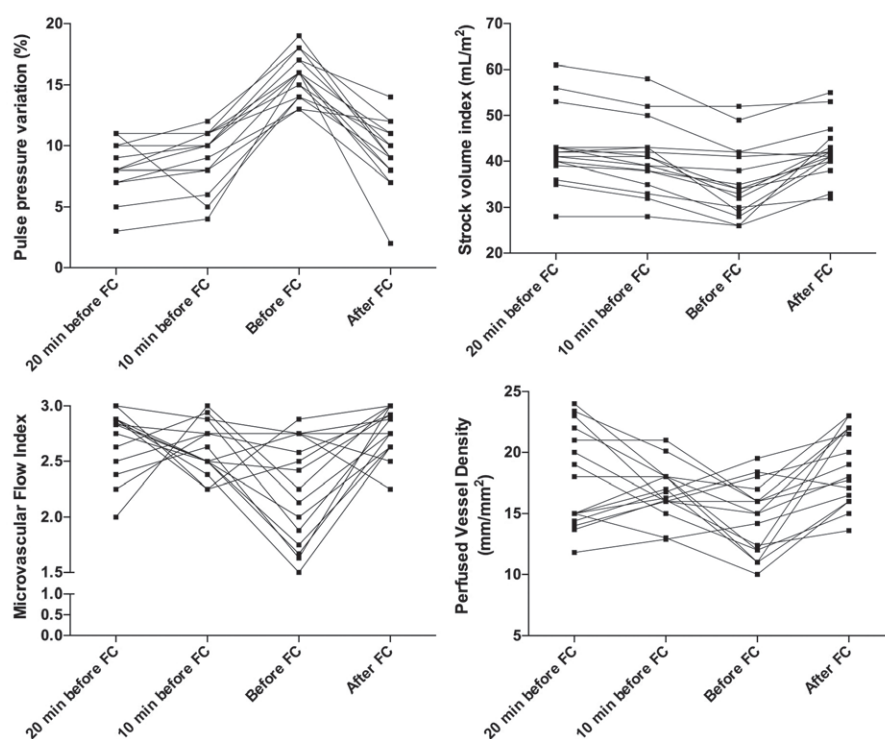 Pulse pressure variation (%)
20
15
10
5
0
20 min before FC
10 min before FC
Before FC
After FC
Strock volume index (mL/m²)
70
60
50
40
30
20
20 min before FC
10 min before FC
Before FC
After FC
Microvascular Flow Index
3.0
2.5
2.0
1.5
1.0
0.5
0.0
20 min before FC
10 min before FC
Before FC
After FC
Perfused Vessel Density
(mm/mm²)
25
20
15
10
5
20 min before FC
10 min before FC
Before FC
After FC